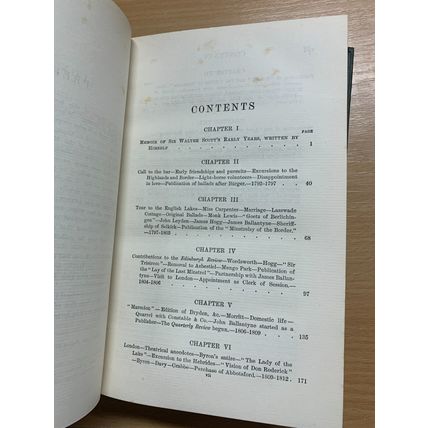 CONTENTS
CHAPTER I
PAGE
MEMOIR OF SIR WALTER SCOTT'S EARLY YEARS, WRITTEN BY
HIMSELF 1
CHAPTER II
Call to the bar—Early friendships and pursuits—Excursions to the
Highlands and Border—Light-horse volunteers—Disappointment
in love—Publication of ballads after Bürger.—1792-1797 . 40
CHAPTER III
Tour to the English Lakes—Miss Carpenter—Marriage—Lasswade
Cottage—Original Ballads—Monk Lewis—"Goetz of Berlichin-
gen"—John Leyden—James Hogg—James Ballantyne—Sheriff-
ship of Selkirk—Publication of the "Minstrelsy of the Border."
—1797-1803 68
CHAPTER IV
Contributions to the Edinburgh Review—Wordsworth—Hogg—"Sir
Tristrem"—Removal to Ashestiel—Mungo Park—Publication of
the "Lay of the Last Minstrel"—Partnership with James Ballan-
tyne—Visit to London—Appointment as Clerk of Session.—
1804-1806 97
CHAPTER V
"Marmion"—Edition of Dryden, &c.—Morritt—Domestic life—
Quarrel with Constable & Co.—John Ballantyne started as a
Publisher—The Quarterly Review begun.—1806-1809 . 135
CHAPTER VI
London—Theatrical anecdotes—Byron's satire—"The Lady of the
Lake"—Excursion to the Hebrides—"Vision of Don Roderick"
—Byron—Davy—Crabbe—Purchase of Abbotsford.—1809-1812. 171
vii